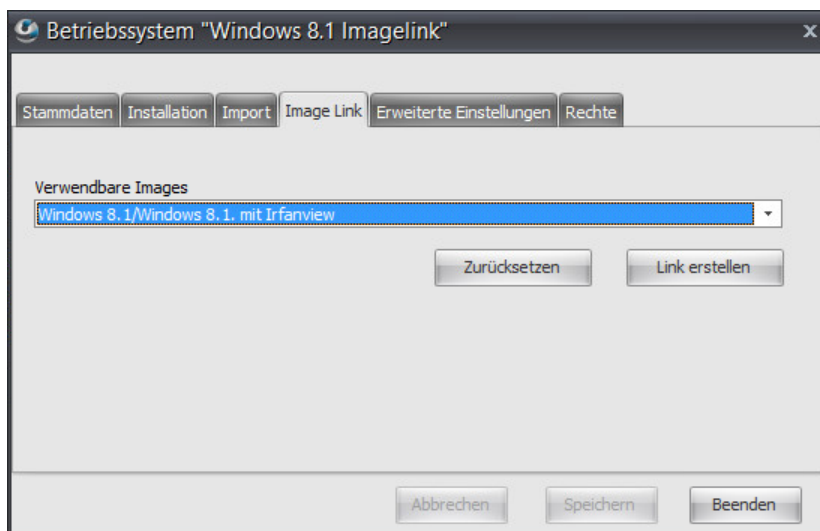 Betriebssystem "Windows 8.1 Imagelink" x
Stammdaten Installation Import Image Link Erweiterte Einstellungen Rechte
Verwendbare Images
Windows 8.1/Windows 8.1. mit Irfanview
Zurücksetzen Link erstellen
Abbrechen Speichern Beenden